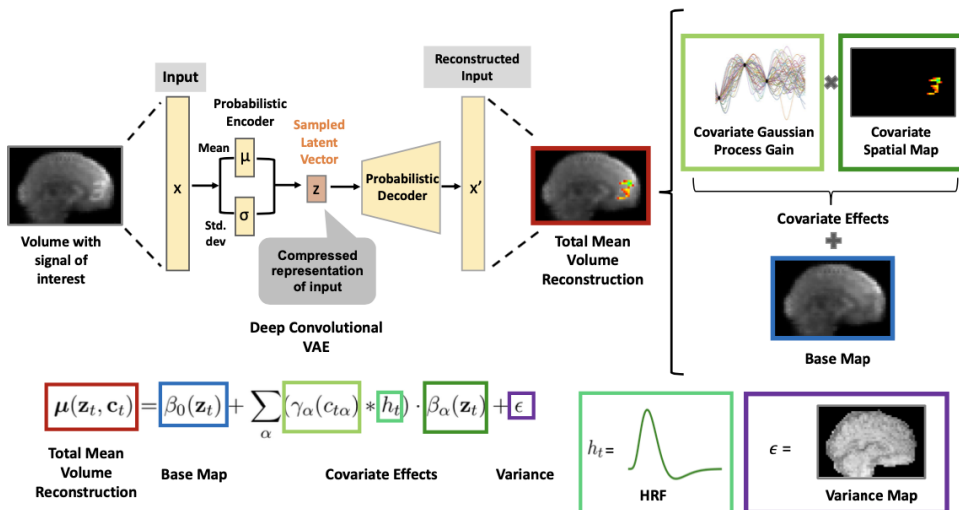 Input
Reconstructed
Input
Probabilistic
Encoder
Mean
μ
Sampled
Latent
Vector
x
z
σ
Std.
dev
Probabilistic
Decoder
x'
Volume with
signal of
interest
Compressed
representation
of input
Deep Convolutional
VAE
Total Mean
Volume
Reconstruction
Covariate Gaussian
Process Gain
×
Covariate
Spatial Map
Covariate Effects
+
Base Map
μ(z_t, c_t) = β_0(z_t) + ∑_α (γ_α(c_{tα}) * h_t) · β_α(z_t) + ϵ
Total Mean
Volume
Reconstruction
Base Map
Covariate Effects
Variance
h_t =
HRF
ϵ =
Variance Map